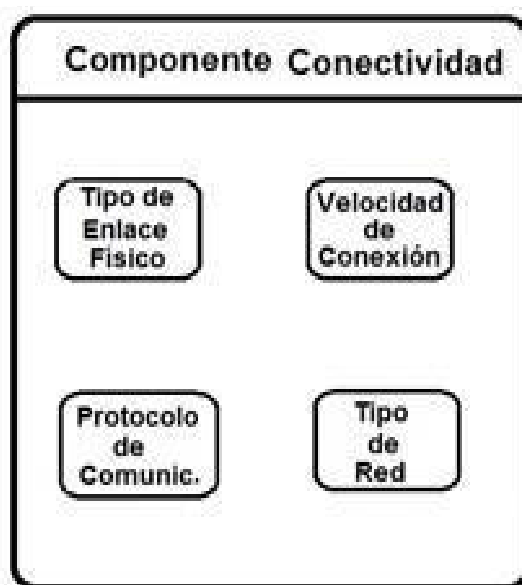 Componente Conectividad
Tipo de
Enlace
Fisico
Velocidad
de
Conexión
Protocolo
de
Comunic.
Tipo
de
Red